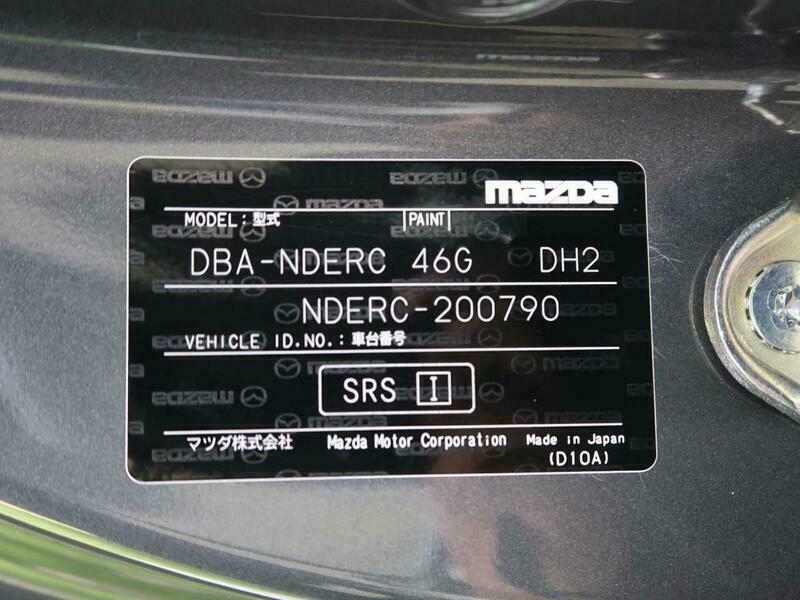 mazda
MODEL：型式 PAINT
DBA-NDERC 46G DH2
NDERC-200790
VEHICLE ID.NO.：車台番号
SRS I
マツダ株式会社 Mazda Motor Corporation Made in Japan
(D10A)